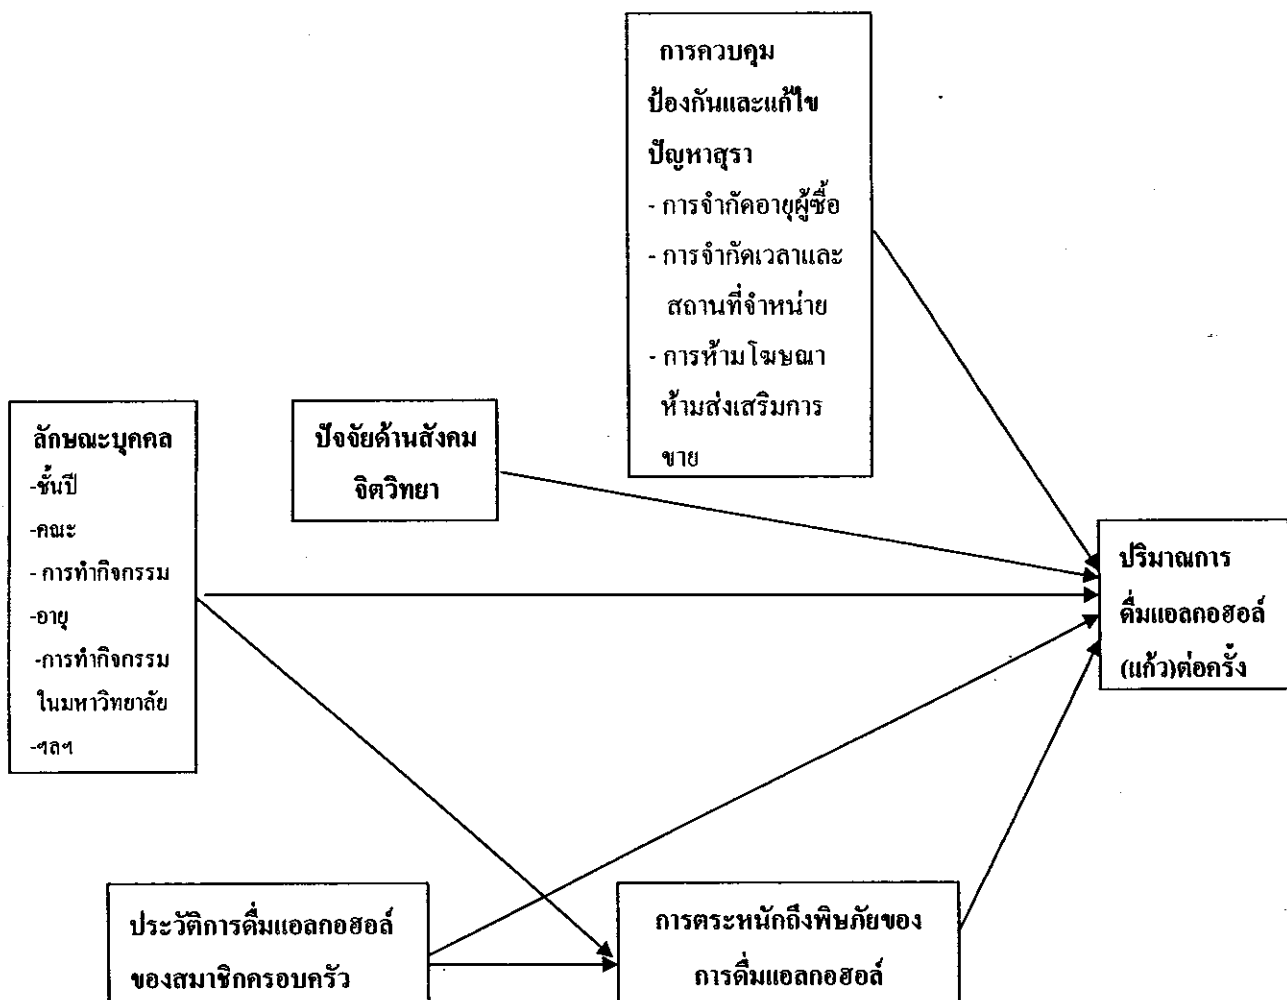 การควบคุม
ป้องกันและแก้ไข
ปัญหาสุรา
- การจำกัดอายุผู้ซื้อ
- การจำกัดเวลาและ
สถานที่จำหน่าย
- การห้ามโฆษณา
ห้ามส่งเสริมการ
ขาย
ลักษณะบุคคล
-ชั้นปี
-คณะ
- การทำกิจกรรม
-อายุ
-การทำกิจกรรม
ในมหาวิทยาลัย
-ฯลฯ
ปัจจัยด้านสังคม
จิตวิทยา
ปริมาณการ
ดื่มแอลกอฮอล์
(แก้ว)ต่อครั้ง
ประวัติการดื่มแอลกอฮอล์
ของสมาชิกครอบครัว
การตระหนักถึงพิษภัยของ
การดื่มแอลกอฮอล์